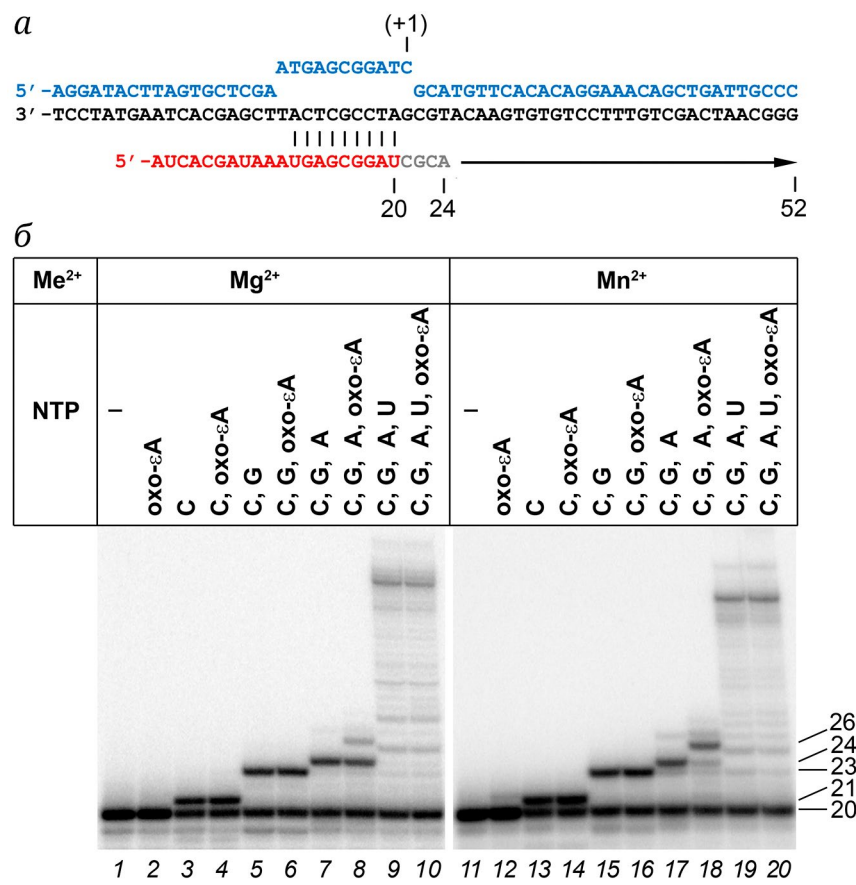 а
(+1)
ATGAGCGGATC
5'-AGGATACTTAGTGCTCGA GCATGTTCACACAGGAAACAGCTGATTGCCC
3'-TCCTATGAATCACGAGCTTACTCGCCTAGCGTACAAGTGTGTCCTTTGTCGACTAACGGG
5'-AUCACGAUAAAUGAGCGGAUCGCA
20 24 52
б
Me²⁺ Mg²⁺ Mn²⁺
NTP – oxo-εA C C, oxo-εA C, G C, G, oxo-εA C, G, A C, G, A, oxo-εA C, G, A, U C, G, A, U, oxo-εA – oxo-εA C C, oxo-εA C, G C, G, oxo-εA C, G, A C, G, A, oxo-εA C, G, A, U C, G, A, U, oxo-εA
26
24
23
21
20
1 2 3 4 5 6 7 8 9 10 11 12 13 14 15 16 17 18 19 20